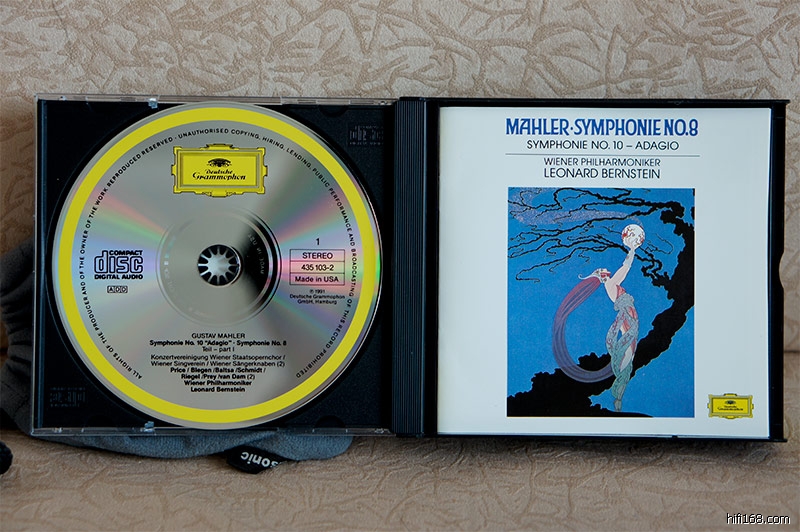 ALL RIGHTS OF THE PRODUCER AND OF THE OWNER OF THE WORK REPRODUCED RESERVED · UNAUTHORISED COPYING, HIRING, LENDING, PUBLIC PERFORMANCE AND BROADCASTING OF THIS RECORD PROHIBITED
Deutsche
Grammophon
COMPACT
disc
DIGITAL AUDIO
ADD
1
STEREO
435 103-2
Made in USA
℗ 1991
Deutsche Grammophon
GmbH, Hamburg
GUSTAV MAHLER
Symphonie No. 10 "Adagio" · Symphonie No. 8
Teil – part I
Konzertvereinigung Wiener Staatsopernchor /
Wiener Singverein / Wiener Sängerknaben (2)
Price / Blegen / Baltsa / Schmidt /
Riegel / Prey / van Dam (2)
Wiener Philharmoniker
Leonard Bernstein
MAHLER·SYMPHONIE NO.8
SYMPHONIE NO. 10 – ADAGIO
WIENER PHILHARMONIKER
LEONARD BERNSTEIN
Deutsche
Grammophon
sonic
hifi168.com